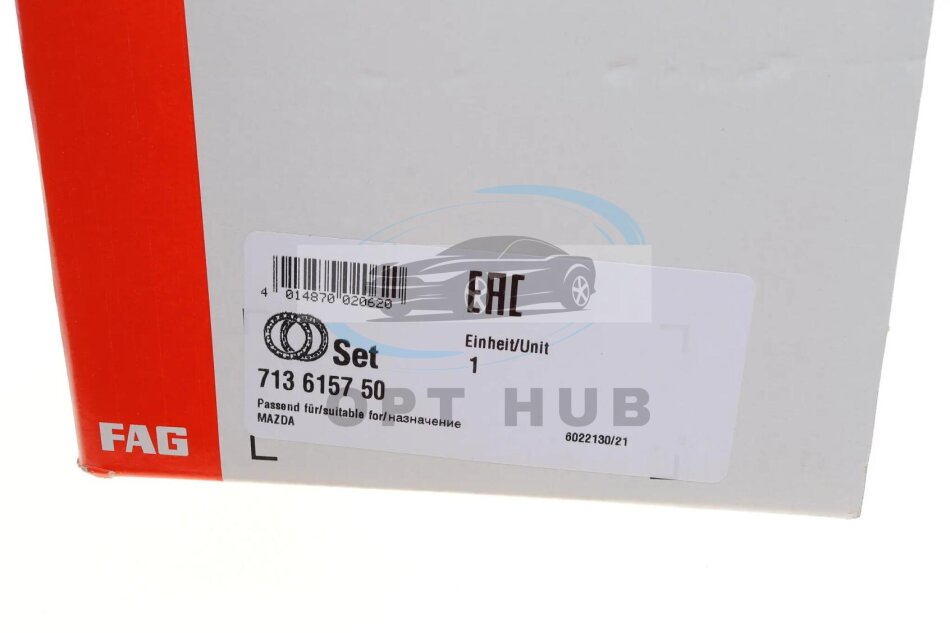 4 014870 020620
EAC
Set
Einheit/Unit
1
713 6157 50
Passend für/suitable for/назначение
MAZDA
6022130/21
FAG
OPT HUB